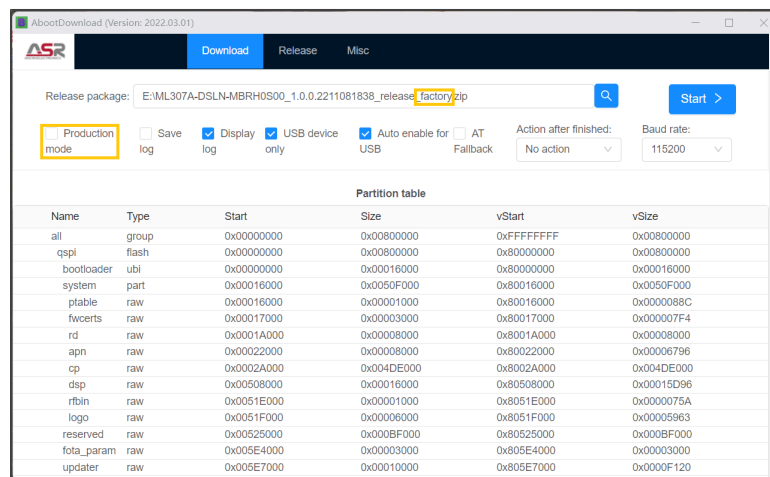 AbootDownload (Version: 2022.03.01)
ASR Download Release Misc
Release package: E:\ML307A-DSLN-MBRH0S00_1.0.0.2211081838_release_factory.zip Start >
Production mode Save log Display log USB device only Auto enable for USB AT Fallback Action after finished: No action Baud rate: 115200
Partition table
Name Type Start Size vStart vSize
all group 0x00000000 0x00800000 0xFFFFFFFF 0x00800000
qspi flash 0x00000000 0x00800000 0x80000000 0x00800000
bootloader ubi 0x00000000 0x00016000 0x80000000 0x00016000
system part 0x00016000 0x0050F000 0x80016000 0x0050F000
ptable raw 0x00016000 0x00001000 0x80016000 0x0000088C
fwcerts raw 0x00017000 0x00003000 0x80017000 0x000007F4
rd raw 0x0001A000 0x00008000 0x8001A000 0x00008000
apn raw 0x00022000 0x00008000 0x80022000 0x00006796
cp raw 0x0002A000 0x004DE000 0x8002A000 0x004DE000
dsp raw 0x00508000 0x00016000 0x80508000 0x00015D96
rfbin raw 0x0051E000 0x00001000 0x8051E000 0x0000075A
logo raw 0x0051F000 0x00006000 0x8051F000 0x00005963
reserved raw 0x00525000 0x000BF000 0x80525000 0x000BF000
fota_param raw 0x005E4000 0x00003000 0x805E4000 0x00003000
updater raw 0x005E7000 0x00010000 0x805E7000 0x0000F120